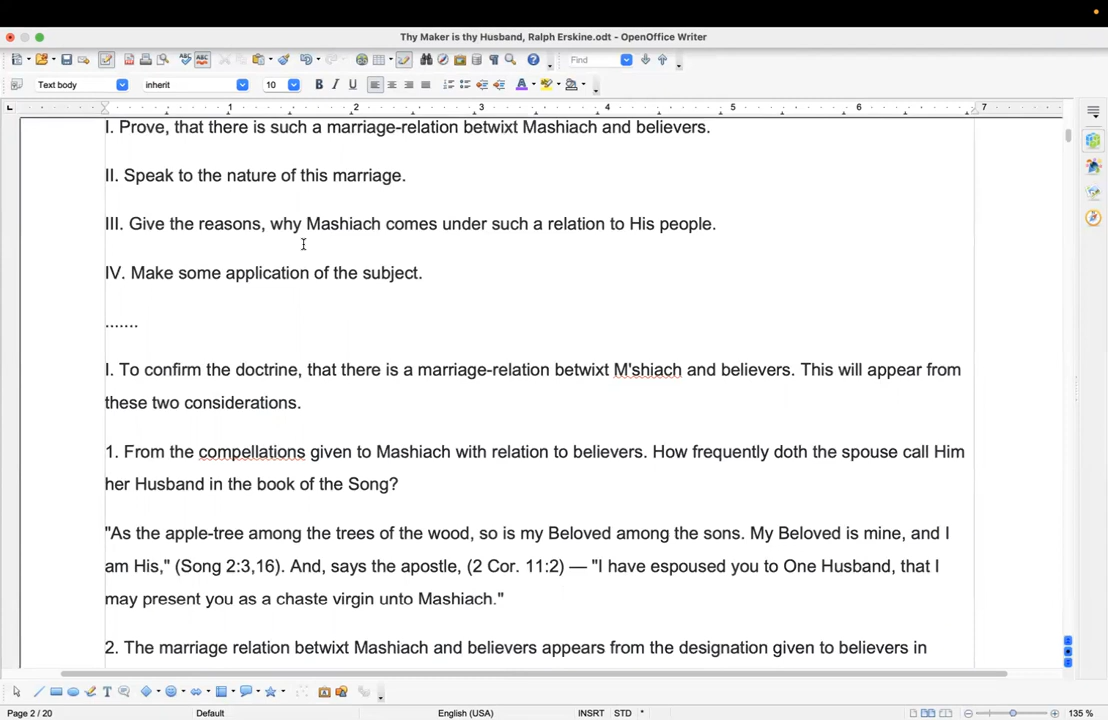 Thy Maker is thy Husband, Ralph Erskine.odt - OpenOffice Writer
Find
Text body inherit 10 B I U A
1 2 3 4 5 6 7
I. Prove, that there is such a marriage-relation betwixt Mashiach and believers.
II. Speak to the nature of this marriage.
III. Give the reasons, why Mashiach comes under such a relation to His people.
IV. Make some application of the subject.
.......
I. To confirm the doctrine, that there is a marriage-relation betwixt M'shiach and believers. This will appear from
these two considerations.
1. From the compellations given to Mashiach with relation to believers. How frequently doth the spouse call Him
her Husband in the book of the Song?
"As the apple-tree among the trees of the wood, so is my Beloved among the sons. My Beloved is mine, and I
am His," (Song 2:3,16). And, says the apostle, (2 Cor. 11:2) — "I have espoused you to One Husband, that I
may present you as a chaste virgin unto Mashiach."
2. The marriage relation betwixt Mashiach and believers appears from the designation given to believers in
Page 2 / 20 Default English (USA) INSRT STD * 135 %